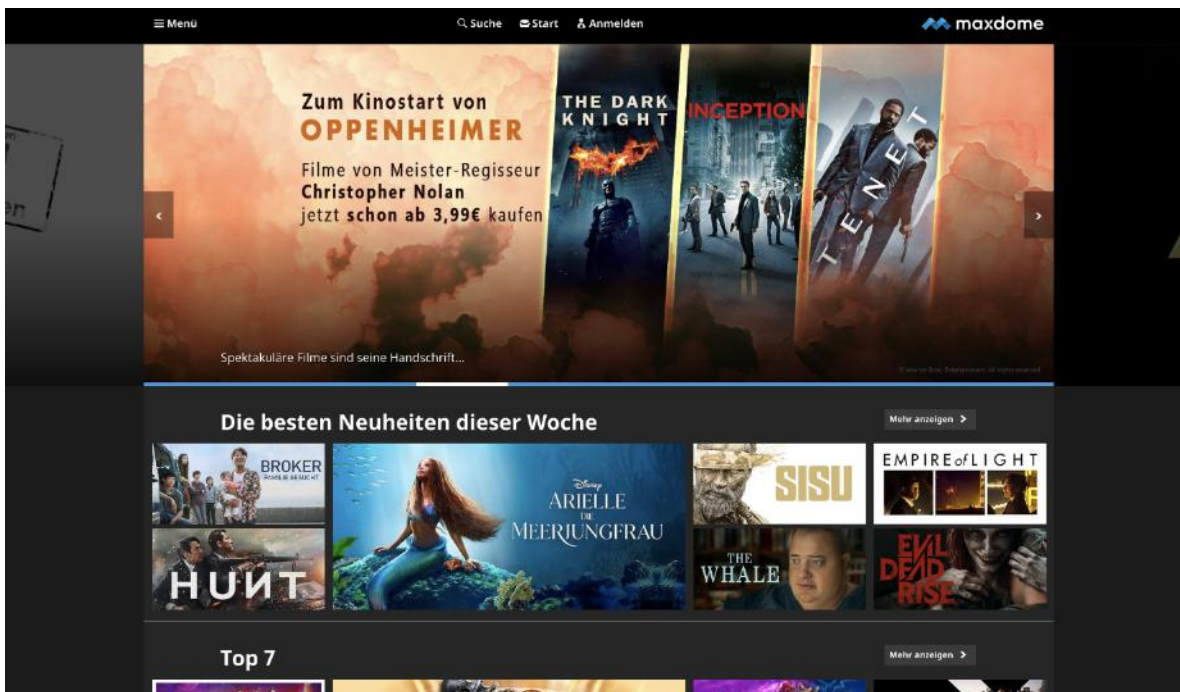 Menü
Suche Start Anmelden
maxdome
Zum Kinostart von
OPPENHEIMER
Filme von Meister-Regisseur
Christopher Nolan
jetzt schon ab 3,99€ kaufen
THE DARK
KNIGHT
INCEPTION
TENET
Spektakuläre Filme sind seine Handschrift...
Die besten Neuheiten dieser Woche
Mehr anzeigen
BROKER
FAMILIE GESUCHT
Disney
ARIELLE
DIE
MEERJUNGFRAU
SISU
EMPIRE of LIGHT
HUNT
THE
WHALE
EVIL
DEAD
RISE
Top 7
Mehr anzeigen